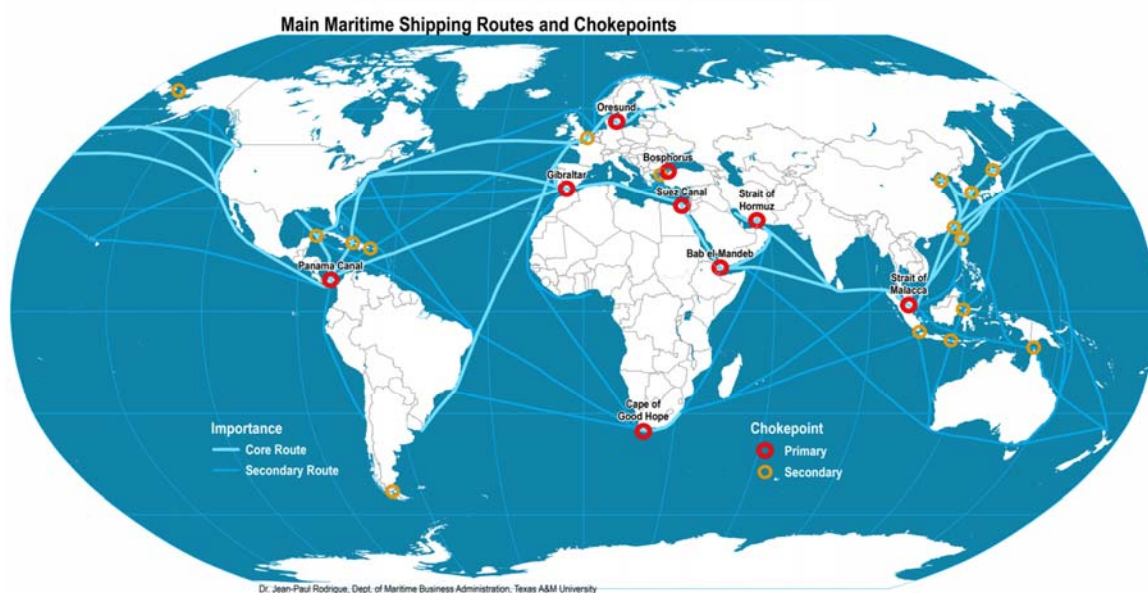 Main Maritime Shipping Routes and Chokepoints
Oresund
Bosphorus
Gibraltar
Suez Canal
Strait of
Hormuz
Bab el-Mandeb
Panama Canal
Strait of
Malacca
Cape of
Good Hope
Importance
Core Route
Secondary Route
Chokepoint
Primary
Secondary
Dr. Jean-Paul Rodrigue, Dept. of Maritime Business Administration, Texas A&M University